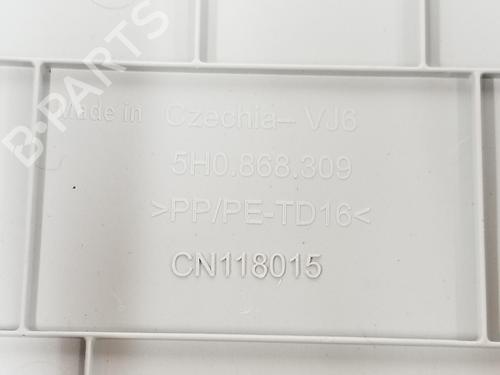 B-PARTS
Made in Czechia– VJ6
5H0.868.309
>PP/PE-TD16<
CN118015